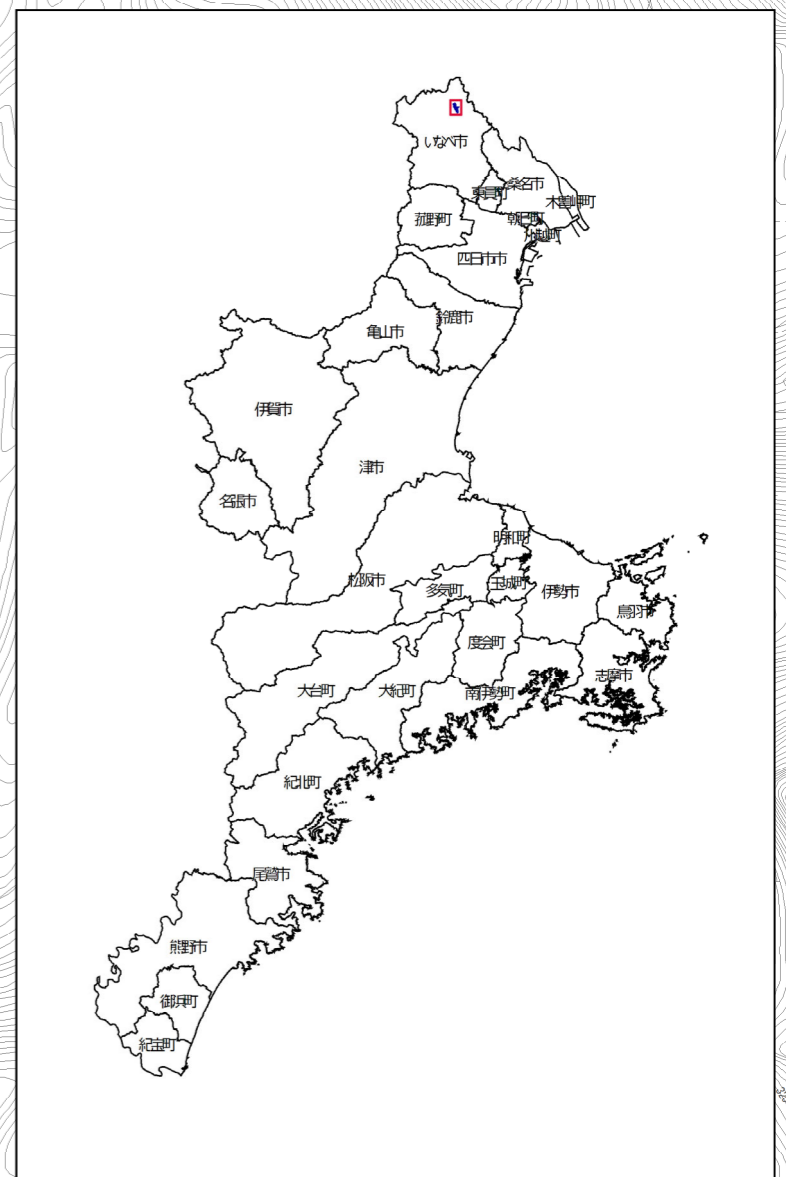 いなべ市
東員町
桑名市
木曽岬町
菰野町
朝日町
川越町
四日市市
鈴鹿市
亀山市
伊賀市
津市
名張市
明和町
松阪市
多気町
玉城町
伊勢市
鳥羽市
度会町
志摩市
大台町
大紀町
南伊勢町
紀北町
尾鷲市
熊野市
御浜町
紀宝町